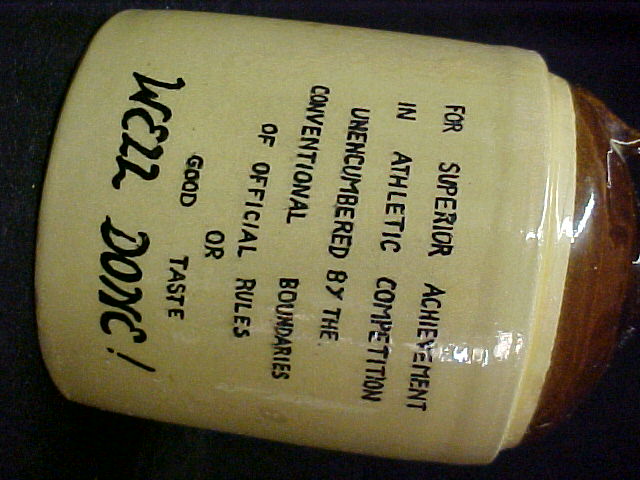 FOR SUPERIOR ACHIEVEMENT
IN ATHLETIC COMPETITION
UNENCUMBERED BY THE
CONVENTIONAL BOUNDARIES
OF OFFICIAL RULES
OR
GOOD TASTE
WELL DONE!